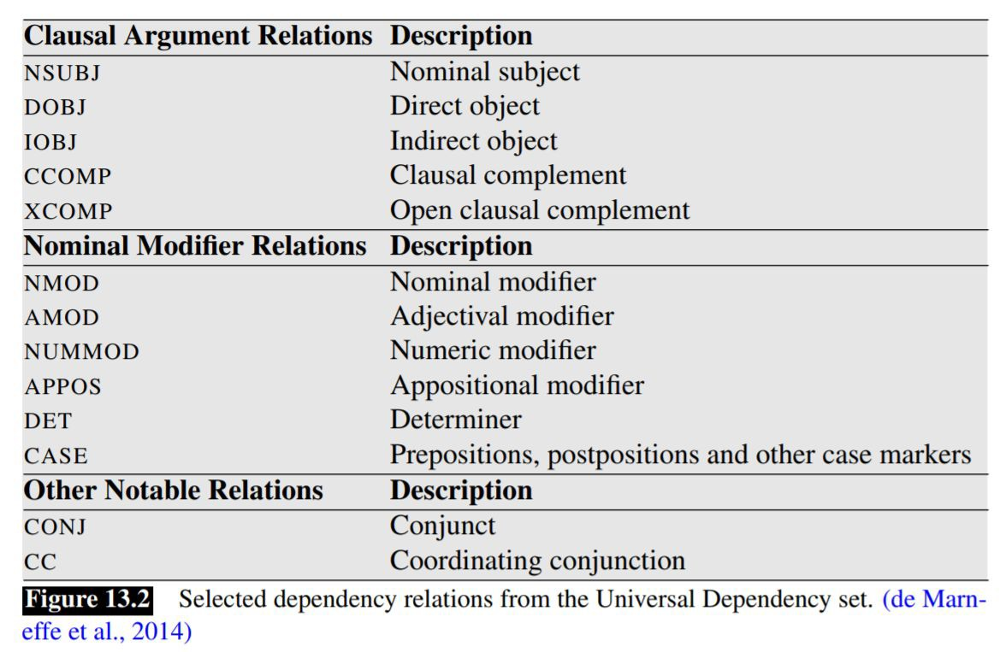 Clausal Argument Relations Description
NSUBJ Nominal subject
DOBJ Direct object
IOBJ Indirect object
CCOMP Clausal complement
XCOMP Open clausal complement
Nominal Modifier Relations Description
NMOD Nominal modifier
AMOD Adjectival modifier
NUMMOD Numeric modifier
APPOS Appositional modifier
DET Determiner
CASE Prepositions, postpositions and other case markers
Other Notable Relations Description
CONJ Conjunct
CC Coordinating conjunction
Figure 13.2 Selected dependency relations from the Universal Dependency set. (de Marn-
effe et al., 2014)